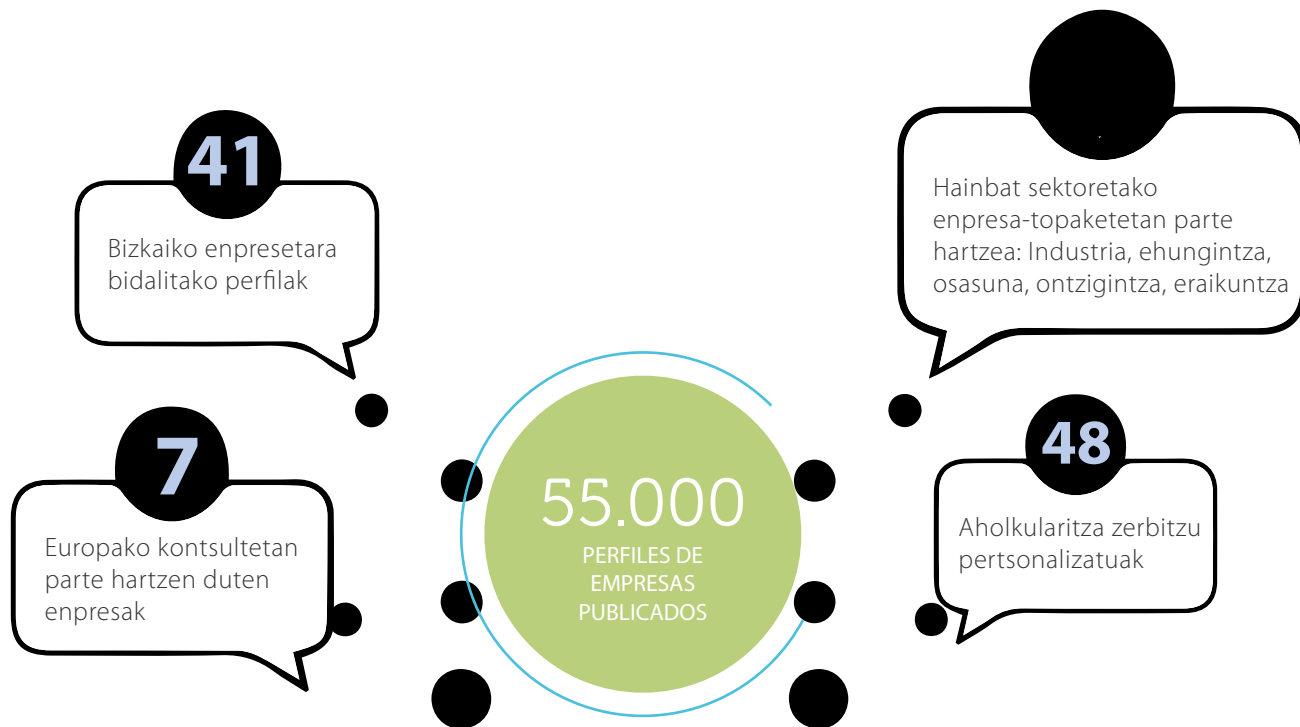 41
Bizkaiko enpresetara
bidalitako perfilak
Hainbat sektoretako
enpresa-topaketetan parte
hartzea: Industria, ehungintza,
osasuna, ontzigintza, eraikuntza
7
Europako kontsultetan
parte hartzen duten
enpresak
55.000
PERFILES DE
EMPRESAS
PUBLICADOS
48
Aholkularitza zerbitzu
pertsonalizatuak